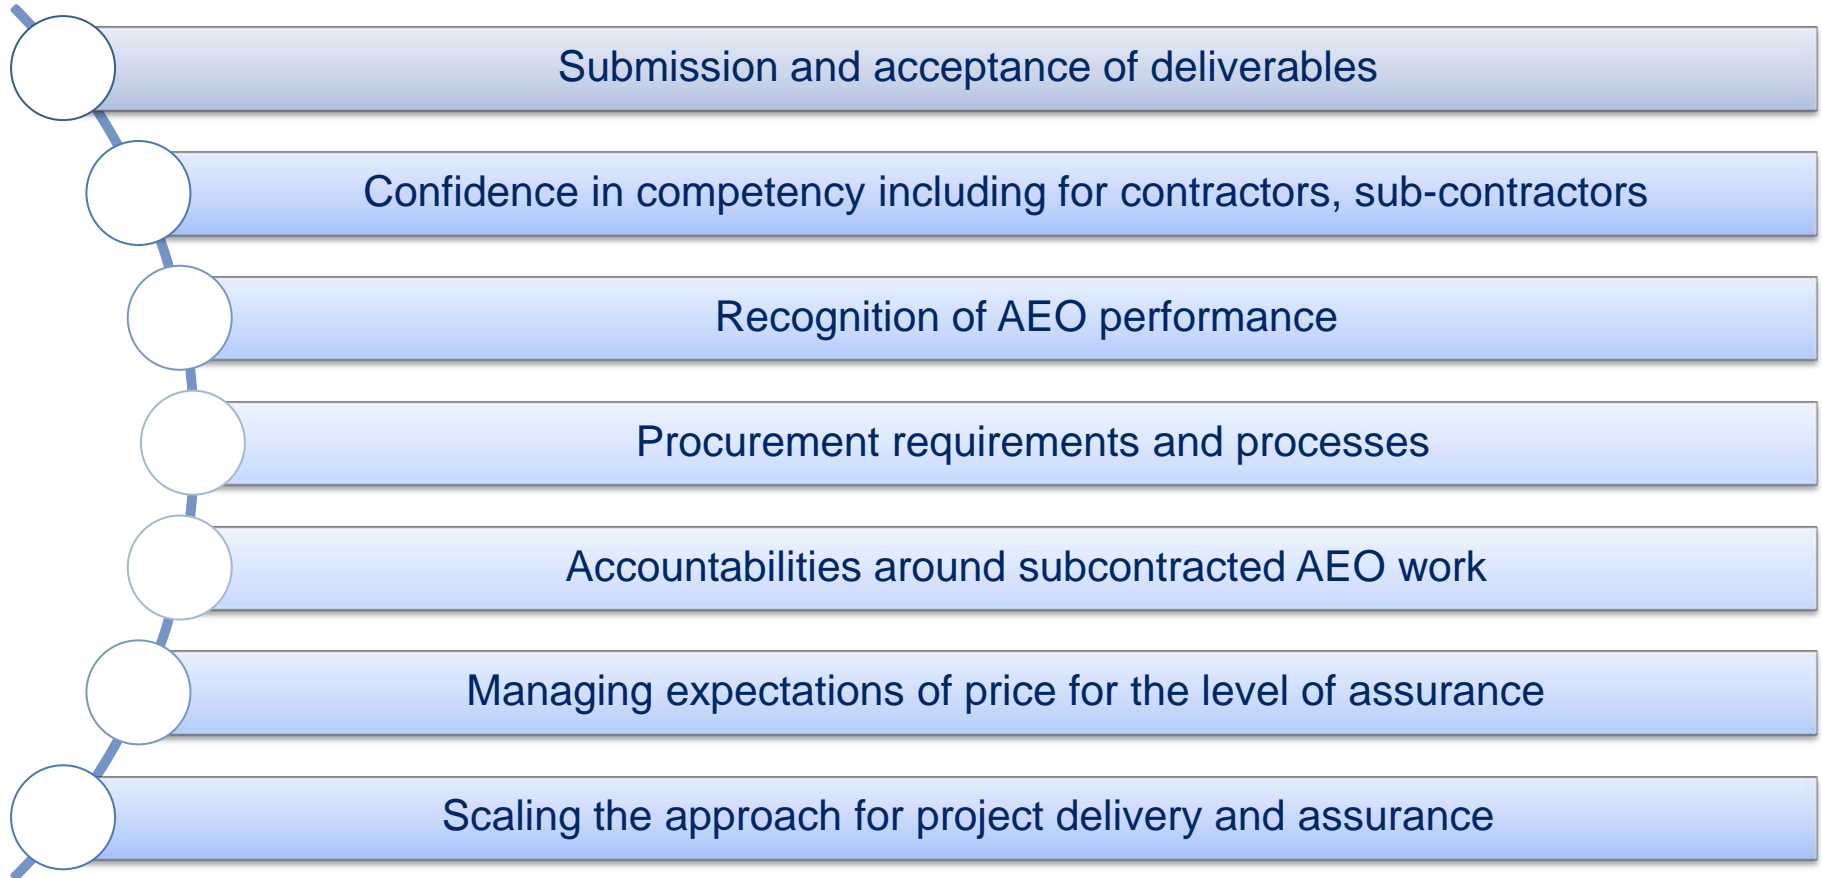 Submission and acceptance of deliverables
Confidence in competency including for contractors, sub-contractors
Recognition of AEO performance
Procurement requirements and processes
Accountabilities around subcontracted AEO work
Managing expectations of price for the level of assurance
Scaling the approach for project delivery and assurance